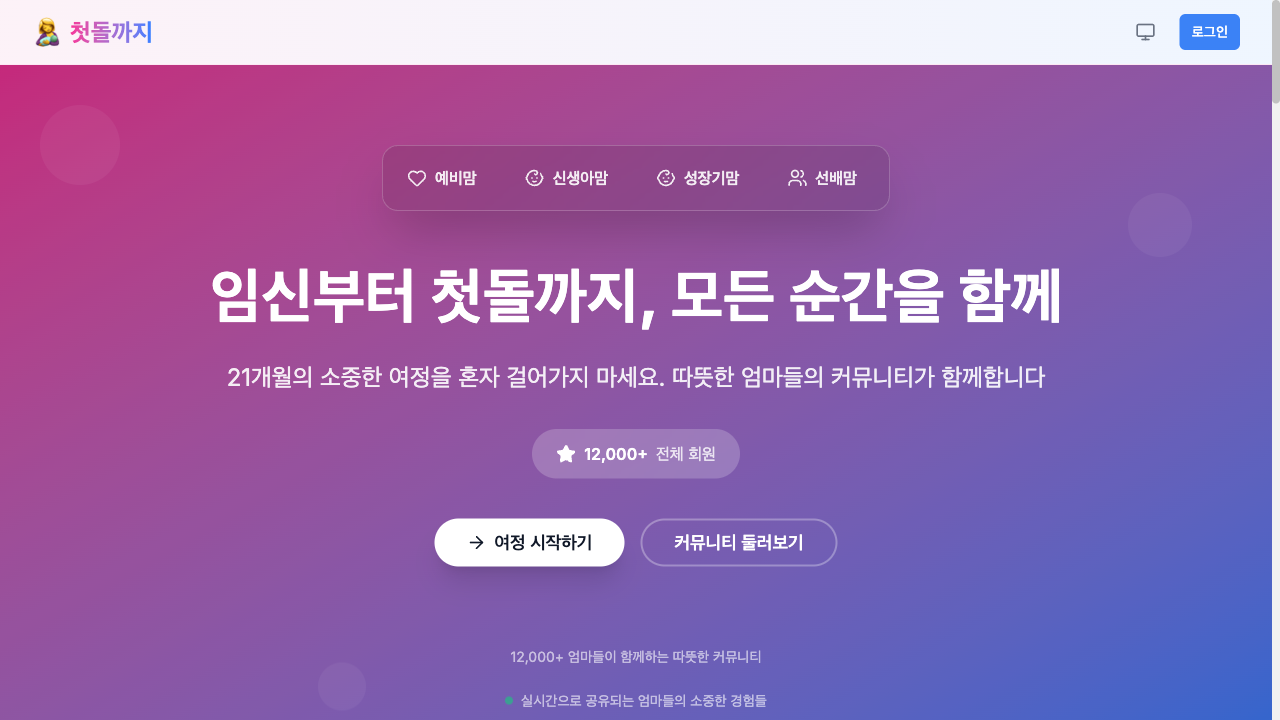 첫돌까지
로그인
예비맘 신생아맘 성장기맘 선배맘
임신부터 첫돌까지, 모든 순간을 함께
21개월의 소중한 여정을 혼자 걸어가지 마세요. 따뜻한 엄마들의 커뮤니티가 함께합니다
12,000+ 전체 회원
여정 시작하기 커뮤니티 둘러보기
12,000+ 엄마들이 함께하는 따뜻한 커뮤니티
실시간으로 공유되는 엄마들의 소중한 경험들